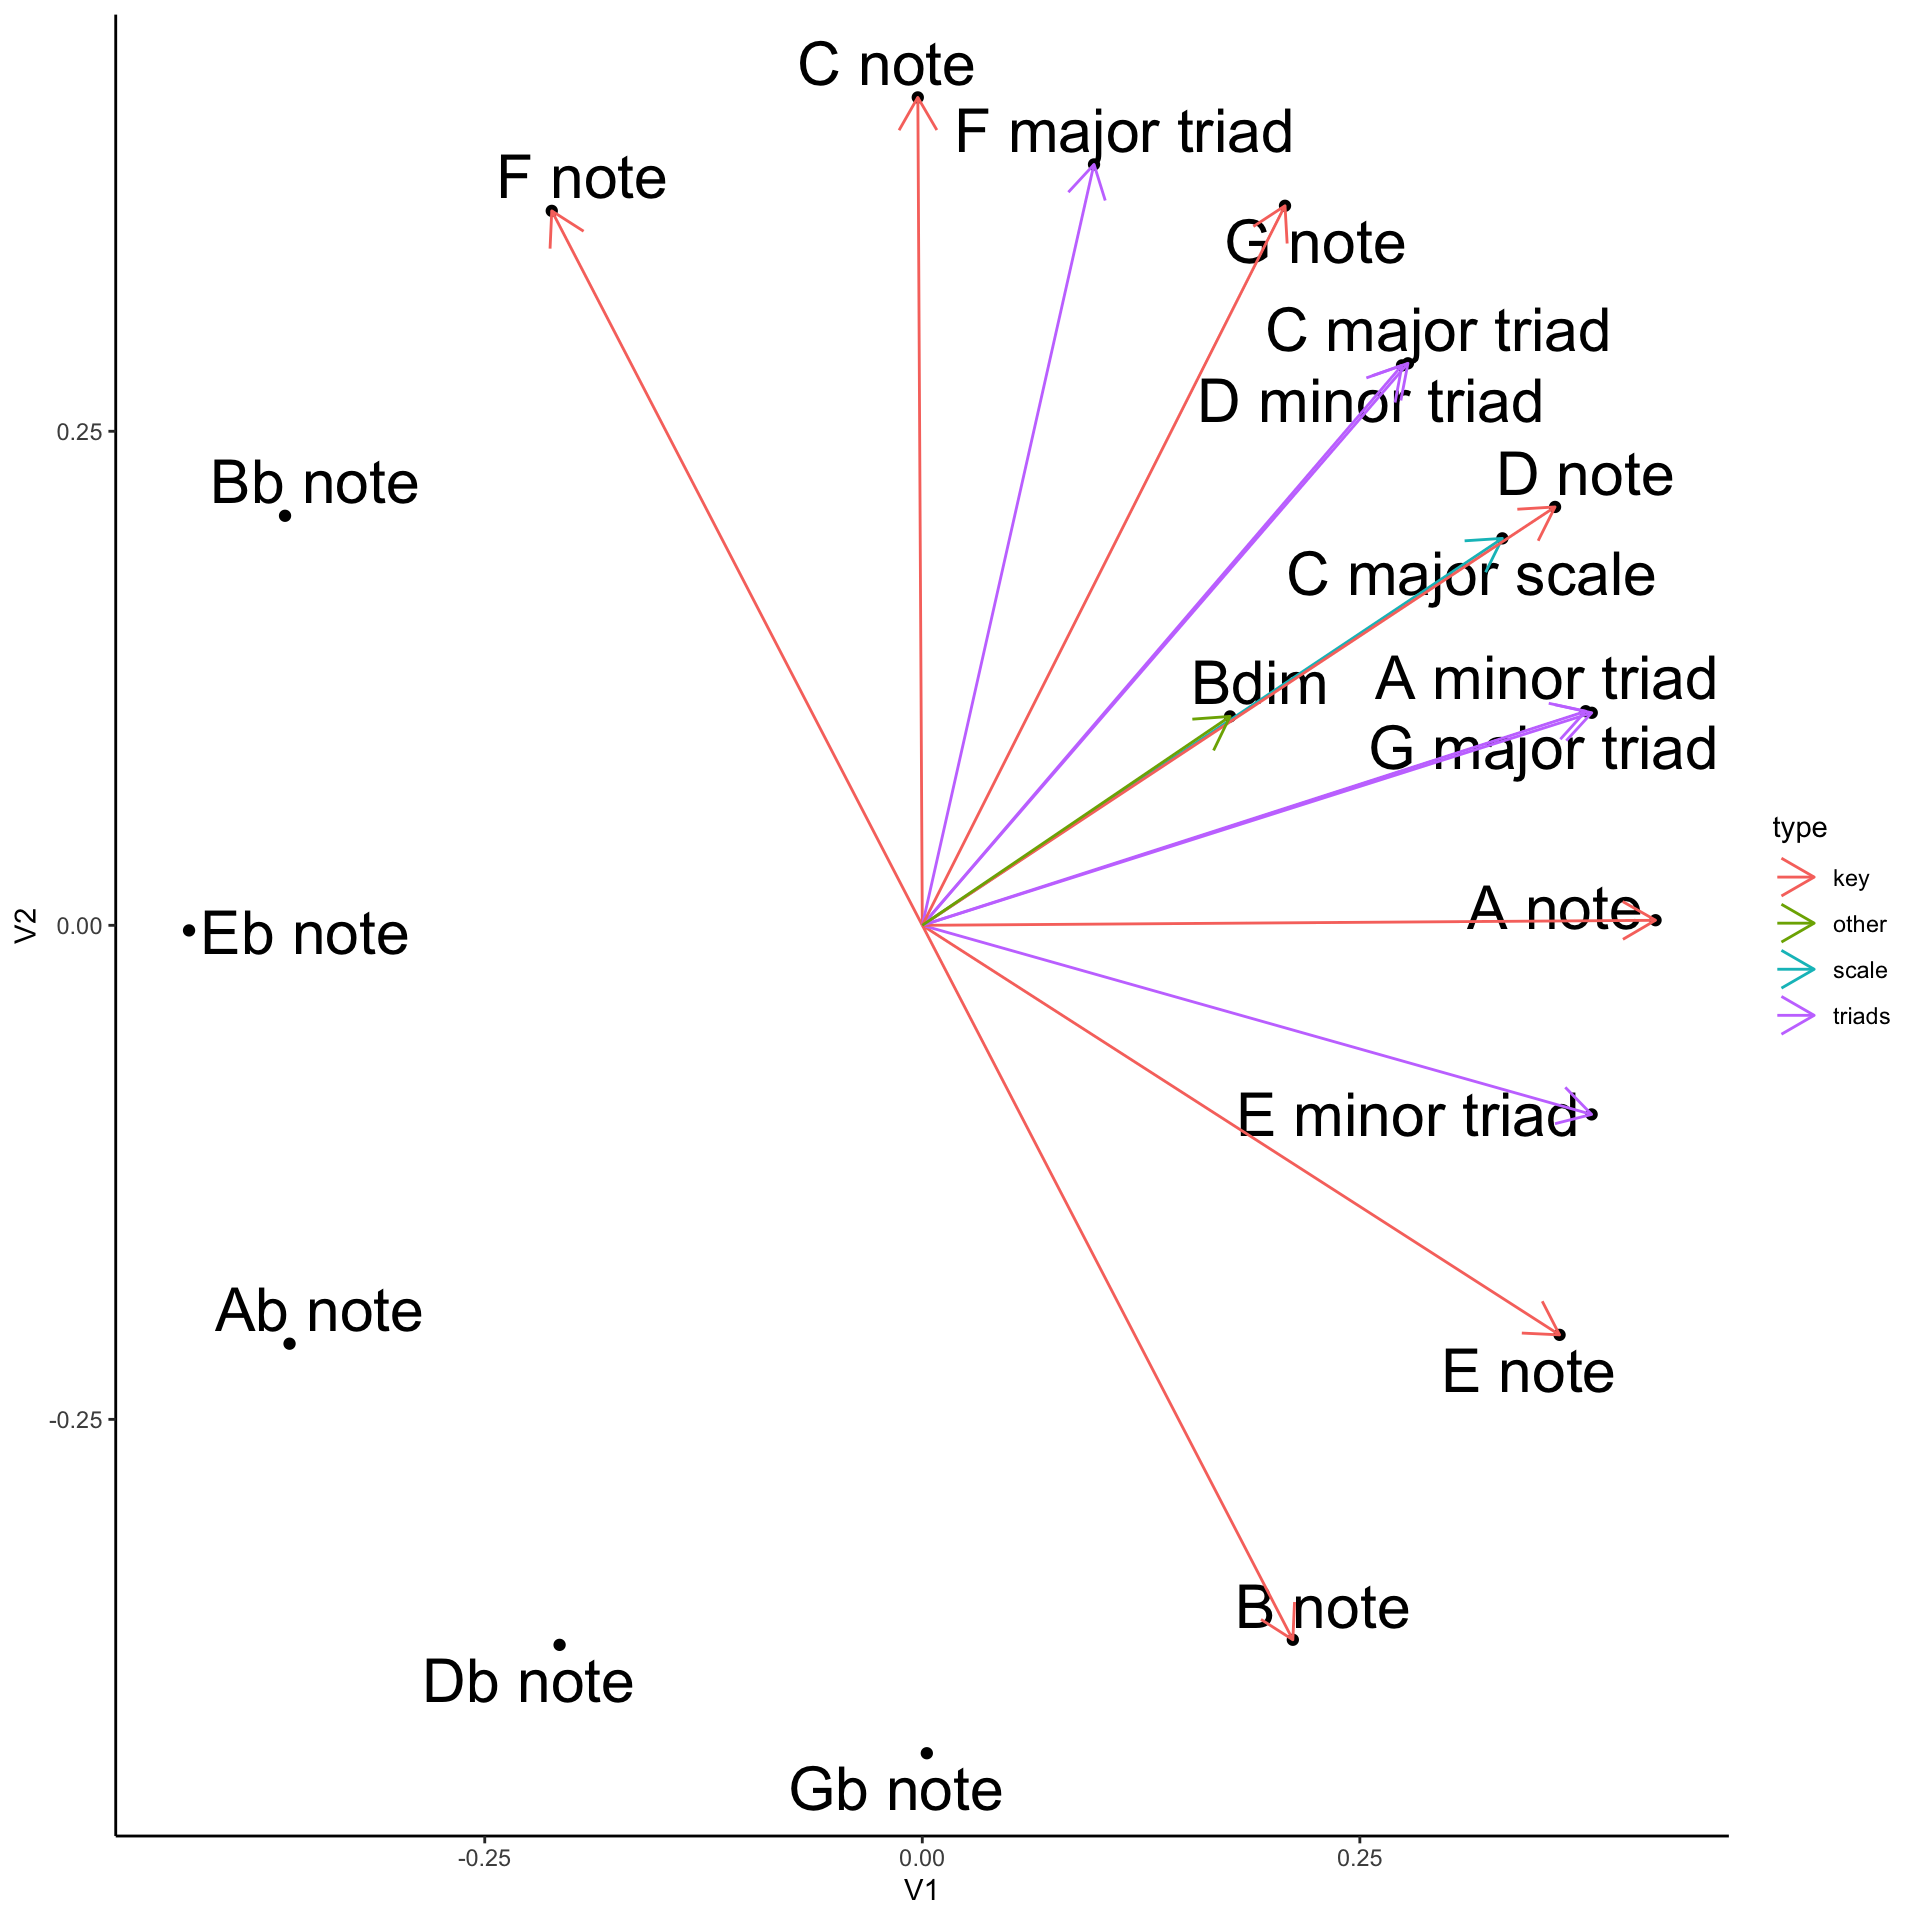 C note
F major triad
F note
G note
C major triad
D minor triad
0.25
Bb note
D note
C major scale
Bdim
A minor triad
G major triad
type
key
other
scale
triads
V2
0.00
Eb note
A note
E minor triad
Ab note
E note
-0.25
B note
Db note
Gb note
-0.25
0.00
0.25
V1